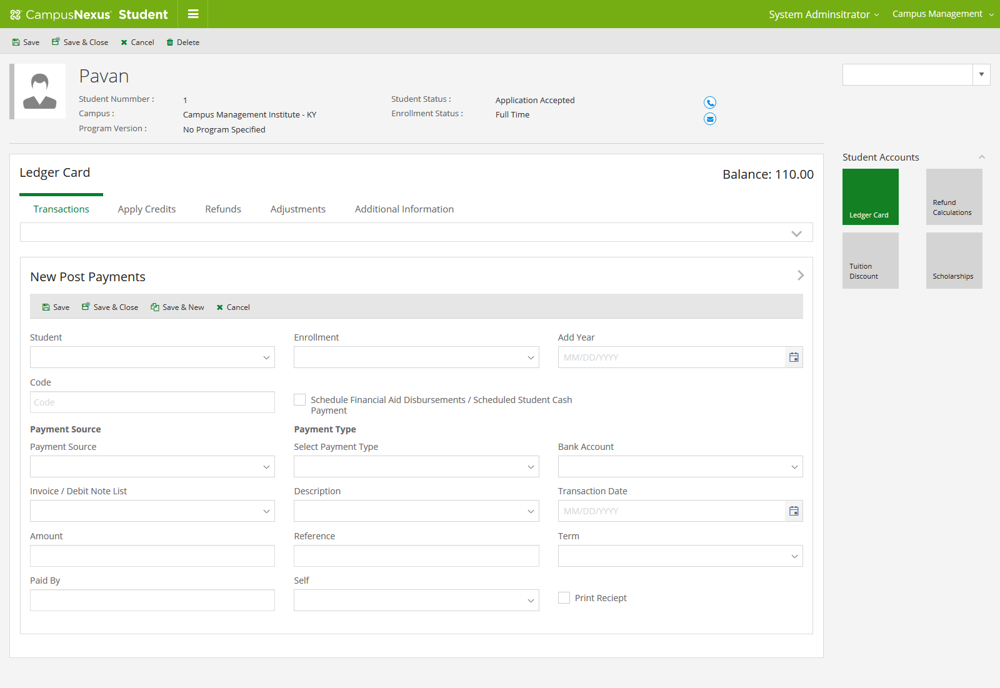 CampusNexus Student
System Adminsitrator
Campus Management
Save
Save & Close
Cancel
Delete
Pavan
Student Nummber :
1
Student Status :
Application Accepted
Campus :
Campus Management Institute - KY
Enrollment Status :
Full Time
Program Version :
No Program Specified
Ledger Card
Balance: 110.00
Transactions
Apply Credits
Refunds
Adjustments
Additional Information
Student Accounts
Ledger Card
Refund
Calculations
Tuition
Discount
Scholarships
New Post Payments
Save
Save & Close
Save & New
Cancel
Student
Enrollment
Add Year
MM/DD/YYYY
Code
Code
Schedule Financial Aid Disbursements / Scheduled Student Cash
Payment
Payment Source
Payment Type
Payment Source
Select Payment Type
Bank Account
Invoice / Debit Note List
Description
Transaction Date
MM/DD/YYYY
Amount
Reference
Term
Paid By
Self
Print Reciept